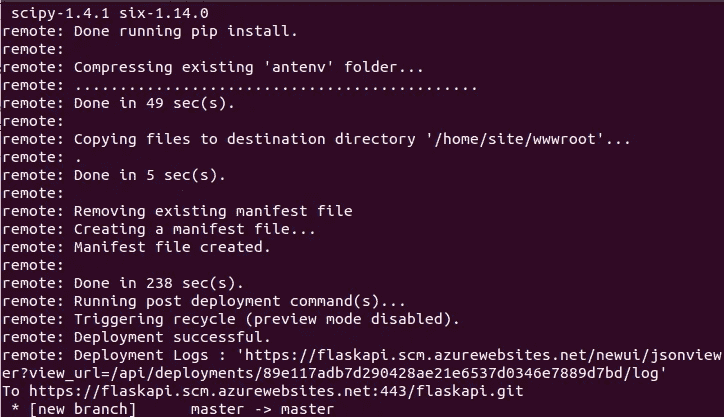 scipy-1.4.1 six-1.14.0
remote: Done running pip install.
remote:
remote: Compressing existing 'antenv' folder...
remote: .............................................
remote: Done in 49 sec(s).
remote:
remote: Copying files to destination directory '/home/site/wwwroot'...
remote: .
remote: Done in 5 sec(s).
remote:
remote: Removing existing manifest file
remote: Creating a manifest file...
remote: Manifest file created.
remote:
remote: Done in 238 sec(s).
remote: Running post deployment command(s)...
remote: Triggering recycle (preview mode disabled).
remote: Deployment successful.
remote: Deployment Logs : 'https://flaskapi.scm.azurewebsites.net/newui/jsonview
er?view_url=/api/deployments/89e117adb7d290428ae21e6537d0346e7889d7bd/log'
To https://flaskapi.scm.azurewebsites.net:443/flaskapi.git
 * [new branch]      master -> master